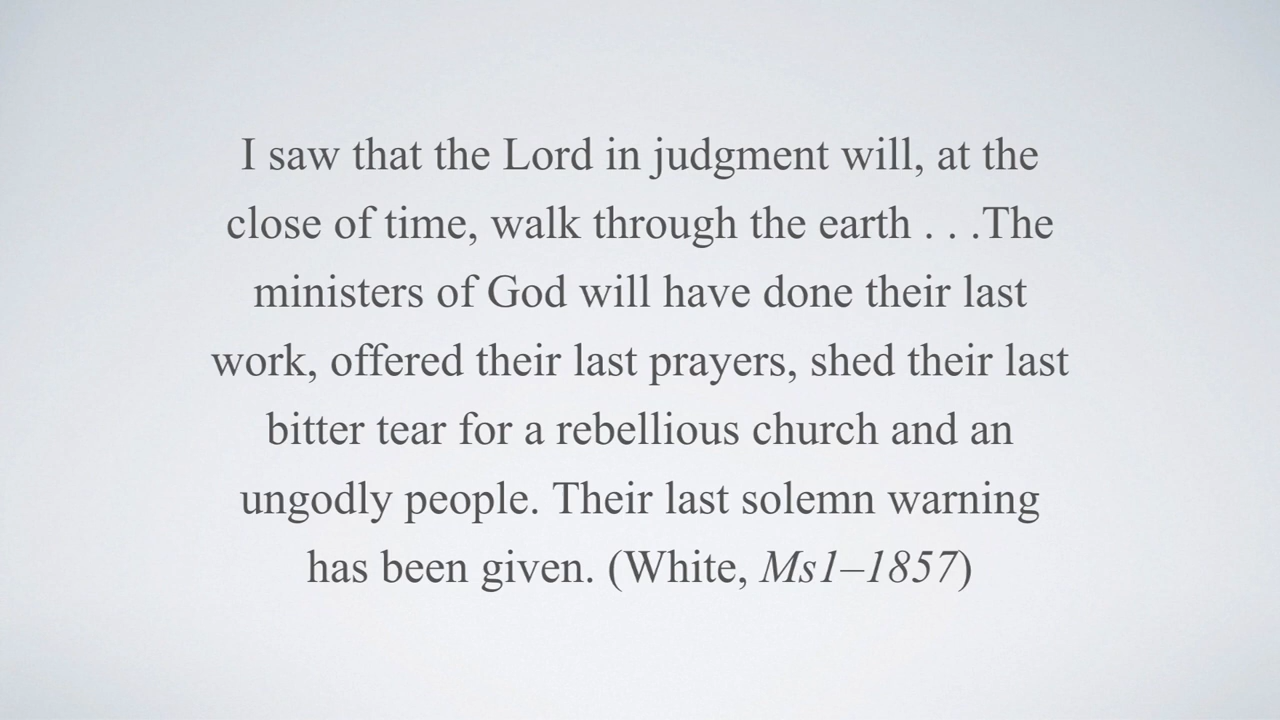 I saw that the Lord in judgment will, at the
close of time, walk through the earth . . .The
ministers of God will have done their last
work, offered their last prayers, shed their last
bitter tear for a rebellious church and an
ungodly people. Their last solemn warning
has been given. (White, Ms1–1857)